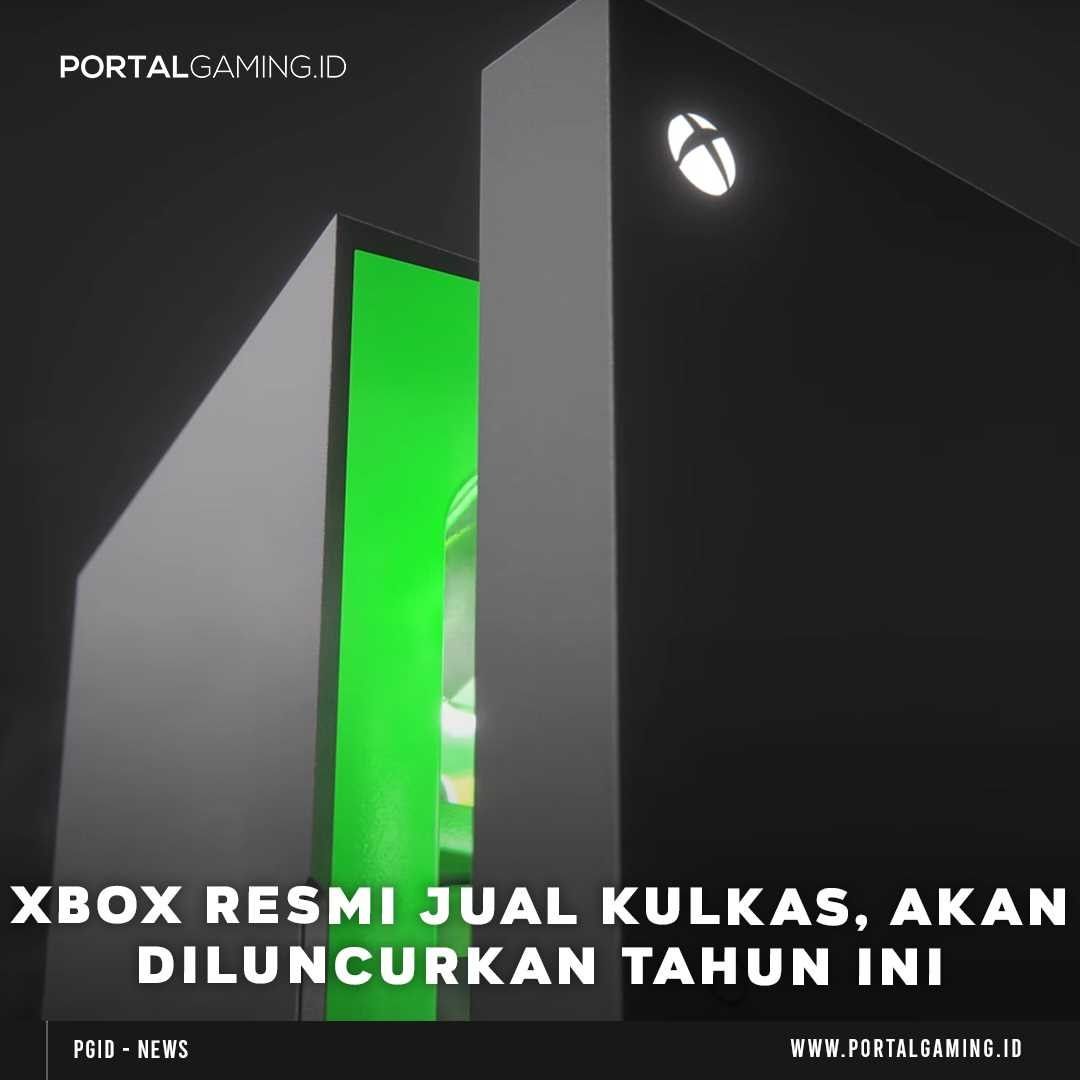 PORTALGAMING.ID
XBOX RESMI JUAL KULKAS, AKAN
DILUNCURKAN TAHUN INI
PGID - NEWS
WWW.PORTALGAMING.ID